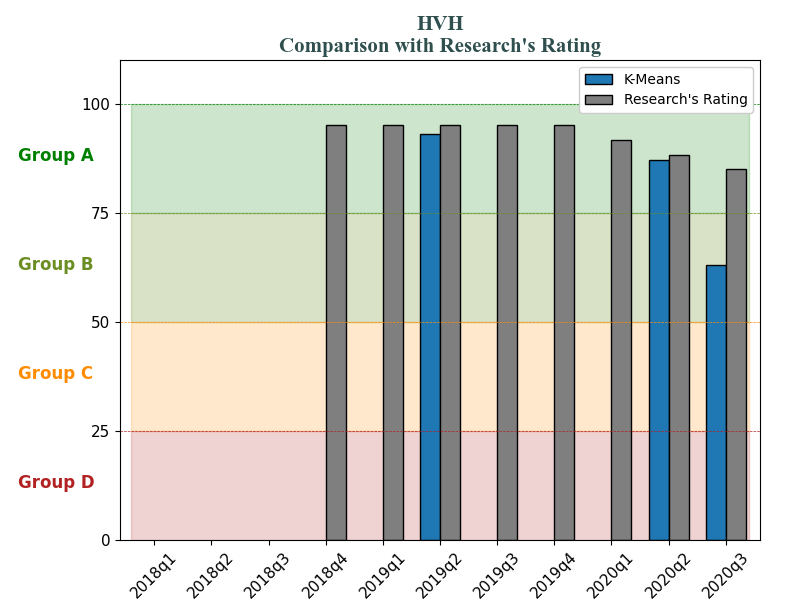 HVH
Comparison with Research's Rating
K-Means
Research's Rating
100
Group A
75
Group B
50
Group C
25
Group D
0
2018q1
2018q2
2018q3
2018q4
2019q1
2019q2
2019q3
2019q4
2020q1
2020q2
2020q3